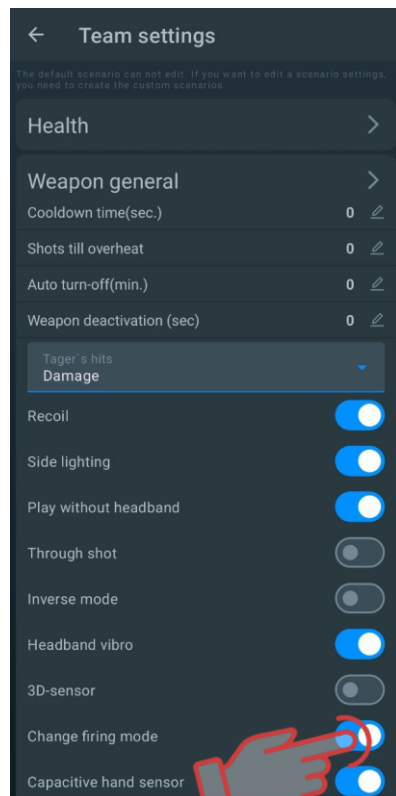 Team settings
The default scenario can not edit. If you want to edit a scenario settings,
you need to create the custom scenarios
Health
Weapon general
Cooldown time(sec.) 0
Shots till overheat 0
Auto turn-off(min.) 0
Weapon deactivation (sec) 0
Tager`s hits
Damage
Recoil
Side lighting
Play without headband
Through shot
Inverse mode
Headband vibro
3D-sensor
Change firing mode
Capacitive hand sensor